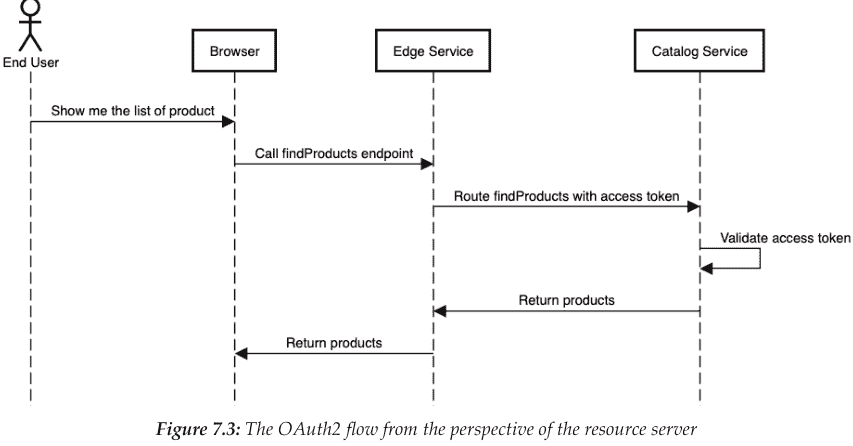 End User
Browser
Edge Service
Catalog Service
Show me the list of product
Call findProducts endpoint
Route findProducts with access token
Validate access token
Return products
Return products
Figure 7.3: The OAuth2 flow from the perspective of the resource server